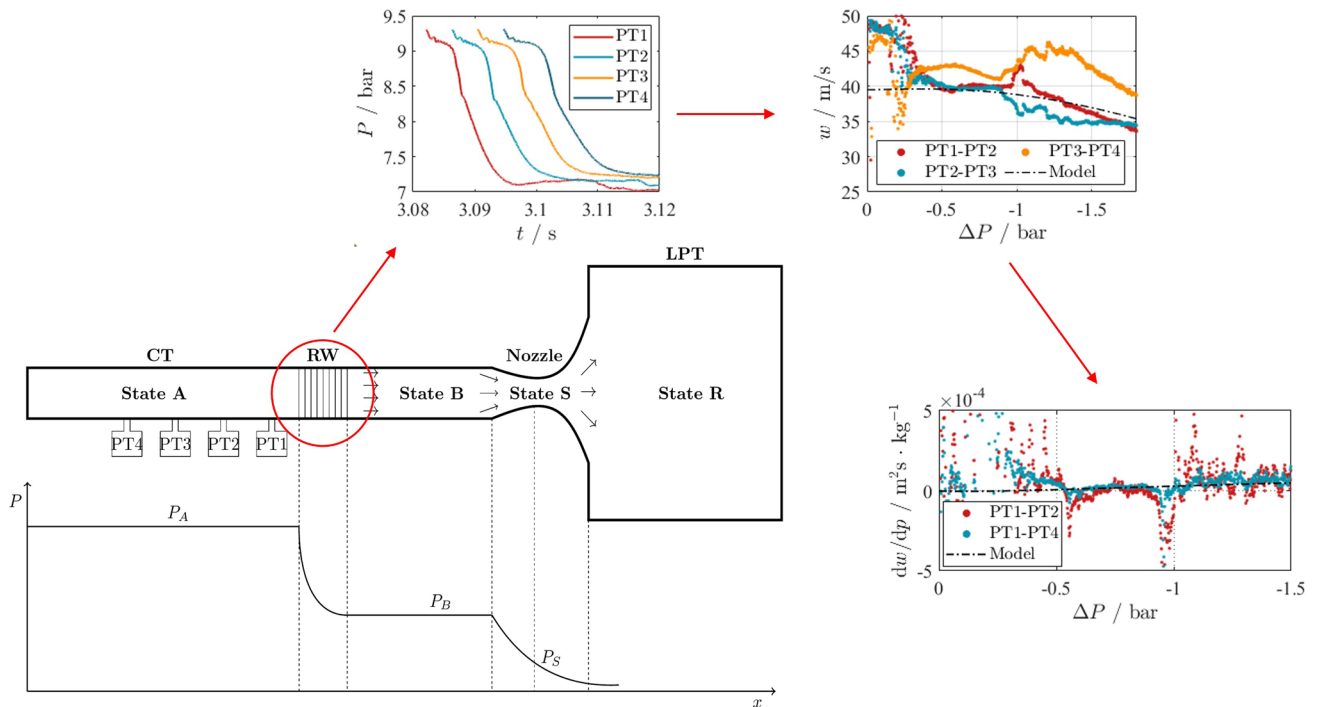 9.5
9
8.5
8
7.5
7
P / bar
PT1
PT2
PT3
PT4
3.08 3.09 3.1 3.11 3.12
t / s
50
45
40
35
30
25
w / m/s
PT1-PT2 PT3-PT4
PT2-PT3 Model
0 -0.5 -1 -1.5
ΔP / bar
LPT
CT RW Nozzle
State A State B State S State R
PT4 PT3 PT2 PT1
P
P_A
P_B
P_S
x
5 ×10⁻⁴
0
-5
dw/dp / m²s · kg⁻¹
PT1-PT2
PT1-PT4
Model
0 -0.5 -1 -1.5
ΔP / bar